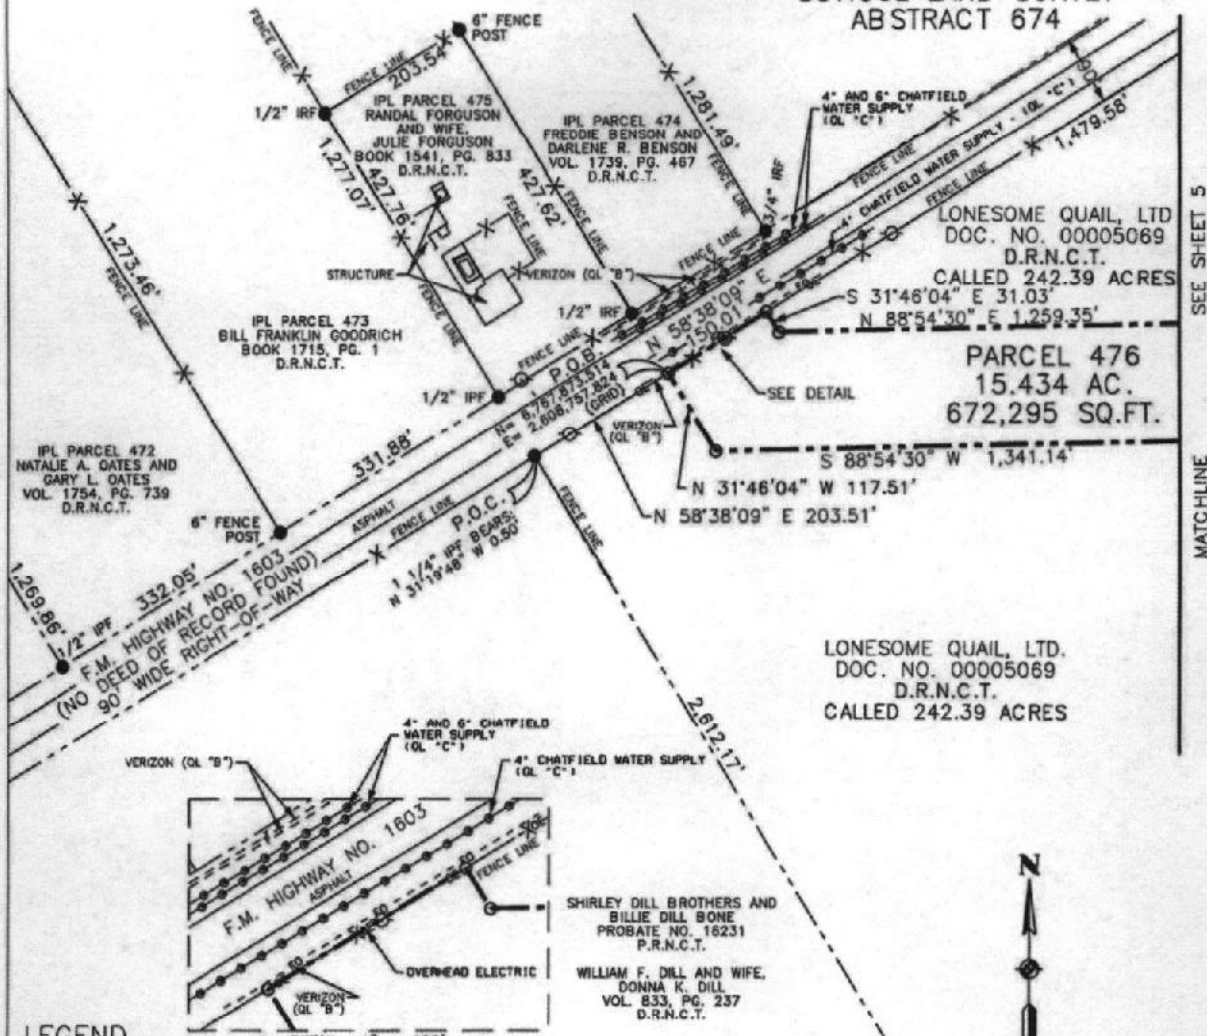 ABSTRACT 674
FENCE LINE
6" FENCE
POST
FENCE LINE
203.54'
1/2" IRF
IPL PARCEL 475
RANDAL FORGUSON
AND WIFE,
JULIE FORGUSON
BOOK 1541, PG. 833
D.R.N.C.T.
1,277.07'
427.76'
FENCE LINE
STRUCTURE
FENCE LINE
IPL PARCEL 474
FREDDIE BENSON AND
DARLENE R. BENSON
VOL. 1739, PG. 467
D.R.N.C.T.
427.62'
FENCE LINE
1,281.49'
FENCE LINE
3/4" IRF
4" AND 6" CHATFIELD
WATER SUPPLY
(QL "C")
90'
FENCE LINE
4" CHATFIELD WATER SUPPLY - (QL "C")
FENCE LINE
1,479.58'
LONESOME QUAIL, LTD
DOC. NO. 00005069
D.R.N.C.T.
CALLED 242.39 ACRES
S 31°46'04" E 31.03'
N 88°54'30" E 1,259.35'
PARCEL 476
15.434 AC.
672,295 SQ.FT.
SEE DETAIL
S 88°54'30" W 1,341.14'
N 31°46'04" W 117.51'
N 58°38'09" E 203.51'
SEE SHEET 5
MATCHLINE
FENCE LINE
VERIZON (QL "B")
1/2" IRF
N 58°38'09" E
150.01'
FENCE LINE
P.O.B.
N= 6,757,873.514
E= 2,608,757.824
(GRID)
VERIZON
(QL "B")
1,273.46'
FENCE LINE
IPL PARCEL 473
BILL FRANKLIN GOODRICH
BOOK 1715, PG. 1
D.R.N.C.T.
1/2" IPF
331.88'
IPL PARCEL 472
NATALIE A. OATES AND
GARY L. OATES
VOL. 1754, PG. 739
D.R.N.C.T.
6" FENCE
POST
ASPHALT
FENCE LINE
P.O.C.
1 1/4" IPF BEARS:
N 31°19'48" W 0.50'
FENCE LINE
1,269.86'
1/2" IPF
332.05'
F.M. HIGHWAY NO. 1603
(NO DEED OF RECORD FOUND)
90' WIDE RIGHT-OF-WAY
LONESOME QUAIL, LTD.
DOC. NO. 00005069
D.R.N.C.T.
CALLED 242.39 ACRES
2,612.17'
4" AND 6" CHATFIELD
WATER SUPPLY
(QL "C")
VERIZON (QL "B")
4" CHATFIELD WATER SUPPLY
(QL "C")
F.M. HIGHWAY NO. 1603
ASPHALT
FENCE LINE
OVERHEAD ELECTRIC
VERIZON
(QL "B")
SHIRLEY DILL BROTHERS AND
BILLIE DILL BONE
PROBATE NO. 16231
P.R.N.C.T.
WILLIAM F. DILL AND WIFE,
DONNA K. DILL
VOL. 833, PG. 237
D.R.N.C.T.
N
LEGEND